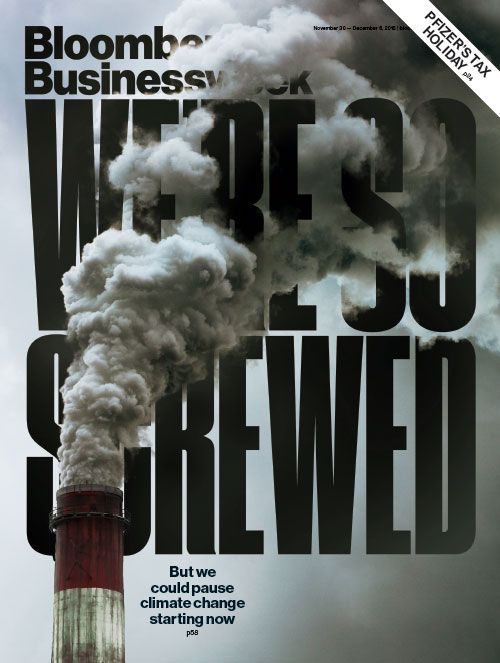 Bloomberg
Businessweek
November 30 — December 6, 2015
PFIZER'S TAX
HOLIDAY p24
WE'RE SO
SCREWED
But we
could pause
climate change
starting now
p58